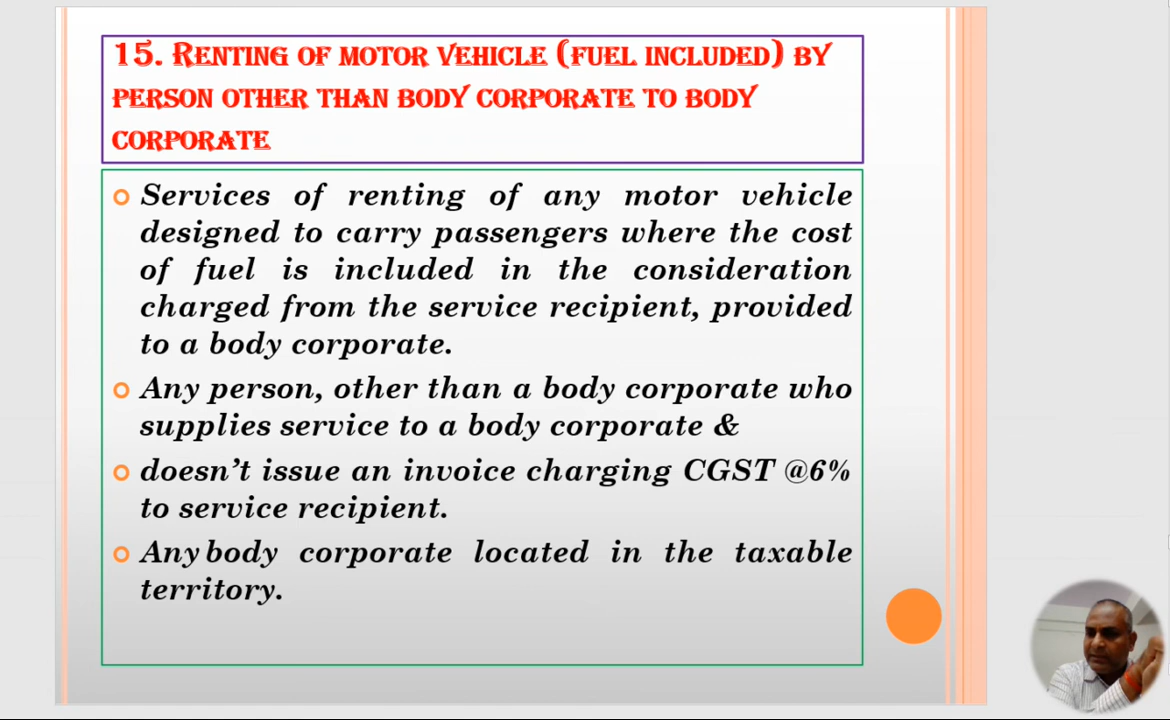 15. RENTING OF MOTOR VEHICLE (FUEL INCLUDED) BY
PERSON OTHER THAN BODY CORPORATE TO BODY
CORPORATE
Services of renting of any motor vehicle
designed to carry passengers where the cost
of fuel is included in the consideration
charged from the service recipient, provided
to a body corporate.
Any person, other than a body corporate who
supplies service to a body corporate &
doesn’t issue an invoice charging CGST @6%
to service recipient.
Any body corporate located in the taxable
territory.